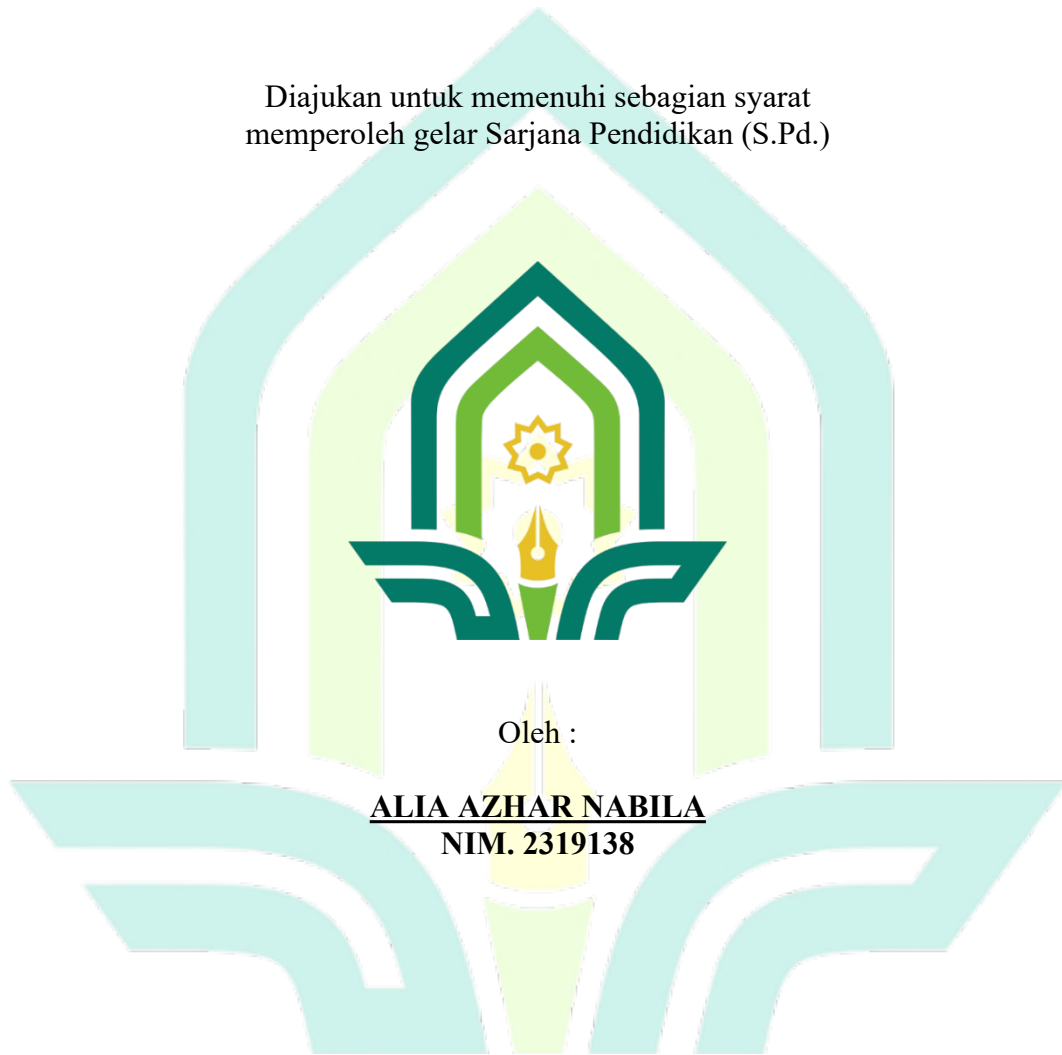 Diajukan untuk memenuhi sebagian syarat
memperoleh gelar Sarjana Pendidikan (S.Pd.)
Oleh :
ALIA AZHAR NABILA
NIM. 2319138